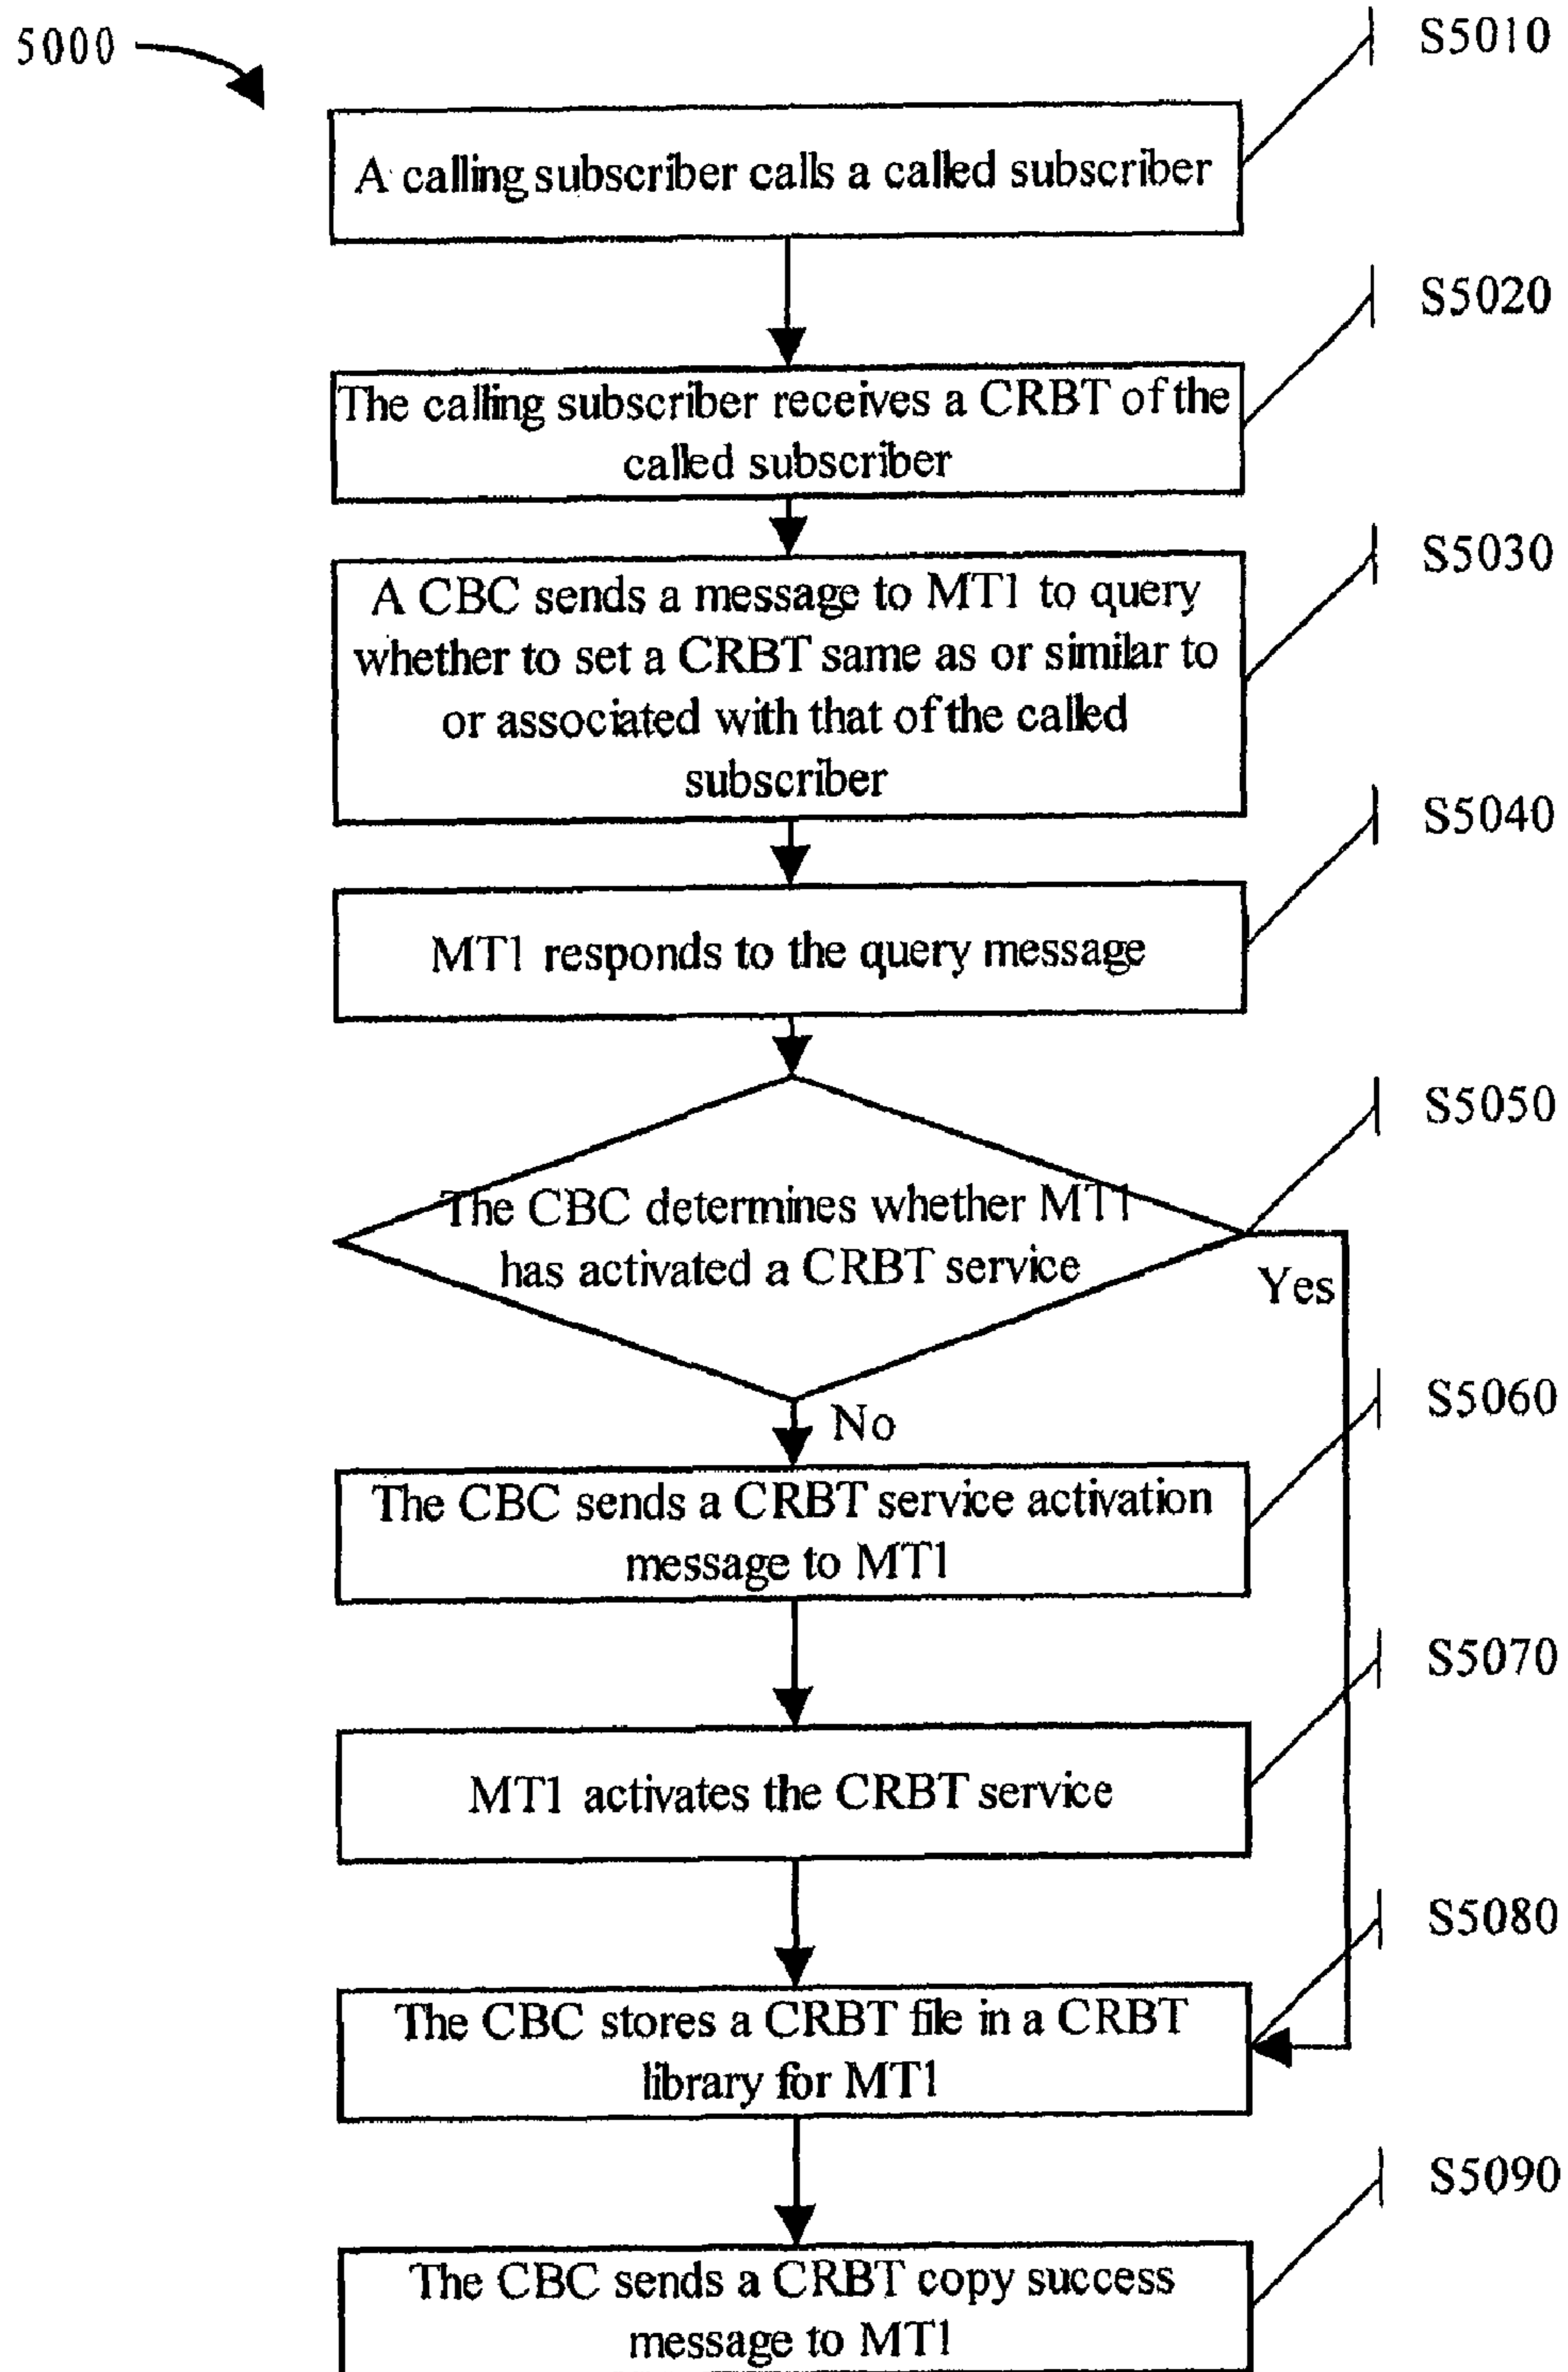 5000
S5010
A calling subscriber calls a called subscriber
S5020
The calling subscriber receives a CRBT of the
called subscriber
S5030
A CBC sends a message to MT1 to query
whether to set a CRBT same as or similar to
or associated with that of the called
subscriber
S5040
MT1 responds to the query message
S5050
The CBC determines whether MT1
has activated a CRBT service
Yes
No
S5060
The CBC sends a CRBT service activation
message to MT1
S5070
MT1 activates the CRBT service
S5080
The CBC stores a CRBT file in a CRBT
library for MT1
S5090
The CBC sends a CRBT copy success
message to MT1